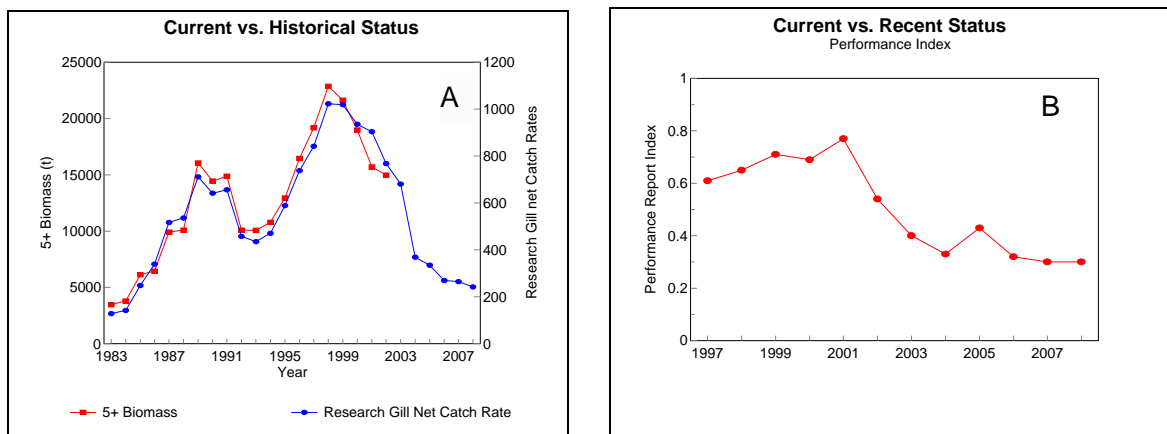 Current vs. Historical Status
25000
20000
15000
10000
5000
0
5+ Biomass (t)
1200
1000
800
600
400
200
0
Research Gill net Catch Rates
A
1983 1987 1991 1995 1999 2003 2007
Year
5+ Biomass Research Gill Net Catch Rate
Current vs. Recent Status
Performance Index
1
0.8
0.6
0.4
0.2
0
Performance Report Index
B
1997 1999 2001 2003 2005 2007